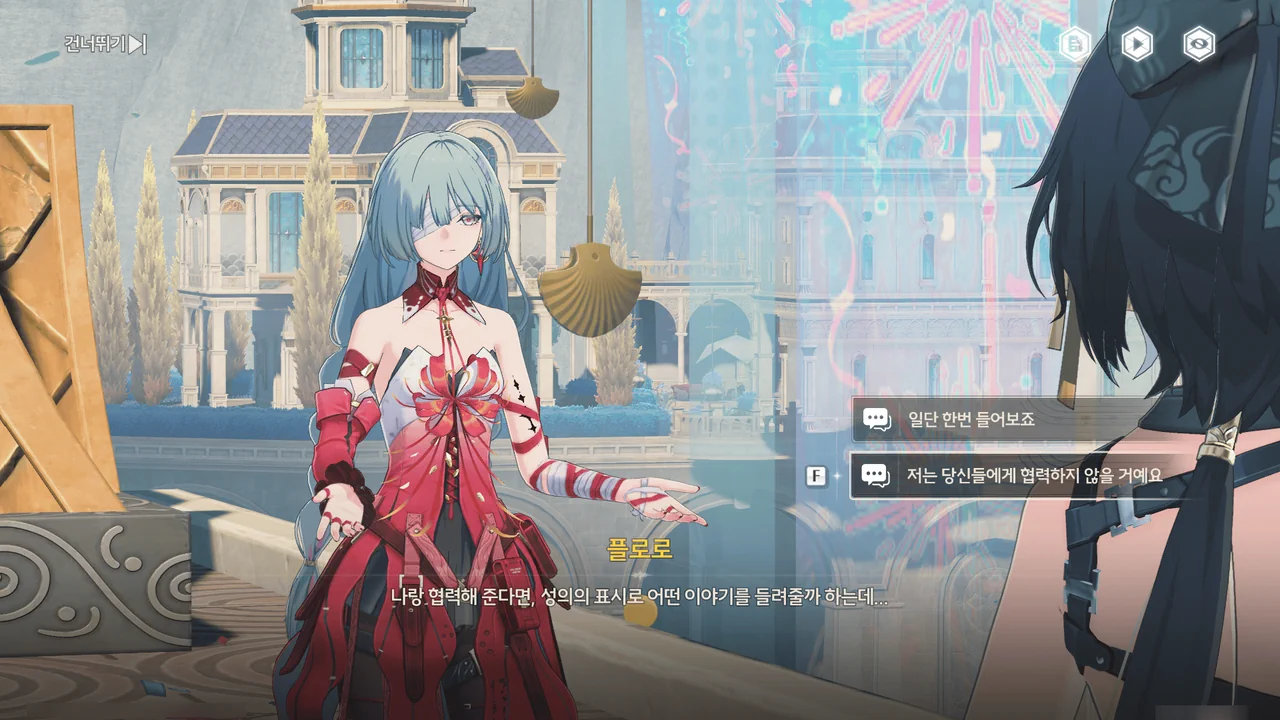 건너뛰기
일단 한번 들어보죠
F
저는 당신들에게 협력하지 않을 거예요
플로로
나랑 협력해 준다면, 성의의 표시로 어떤 이야기를 들려줄까 하는데...